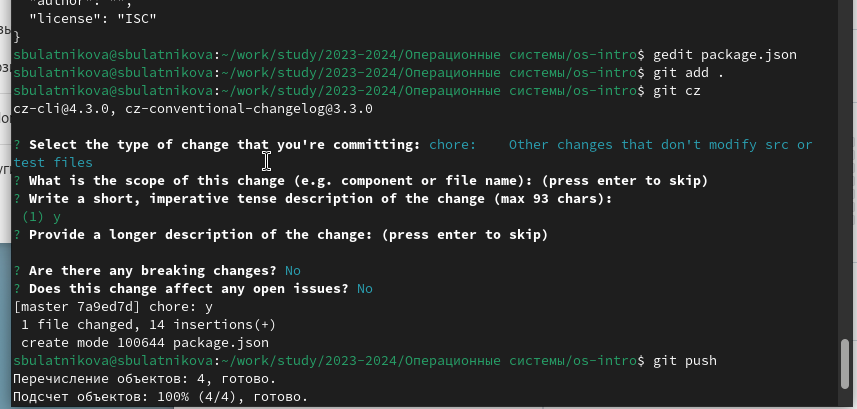 "author": "",
"license": "ISC"
}
sbulatnikova@sbulatnikova:~/work/study/2023-2024/Операционные системы/os-intro$ gedit package.json
sbulatnikova@sbulatnikova:~/work/study/2023-2024/Операционные системы/os-intro$ git add .
sbulatnikova@sbulatnikova:~/work/study/2023-2024/Операционные системы/os-intro$ git cz
cz-cli@4.3.0, cz-conventional-changelog@3.3.0
? Select the type of change that you're committing: chore:    Other changes that don't modify src or
test files
? What is the scope of this change (e.g. component or file name): (press enter to skip)
? Write a short, imperative tense description of the change (max 93 chars):
(1) y
? Provide a longer description of the change: (press enter to skip)
? Are there any breaking changes? No
? Does this change affect any open issues? No
[master 7a9ed7d] chore: y
1 file changed, 14 insertions(+)
create mode 100644 package.json
sbulatnikova@sbulatnikova:~/work/study/2023-2024/Операционные системы/os-intro$ git push
Перечисление объектов: 4, готово.
Подсчет объектов: 100% (4/4), готово.